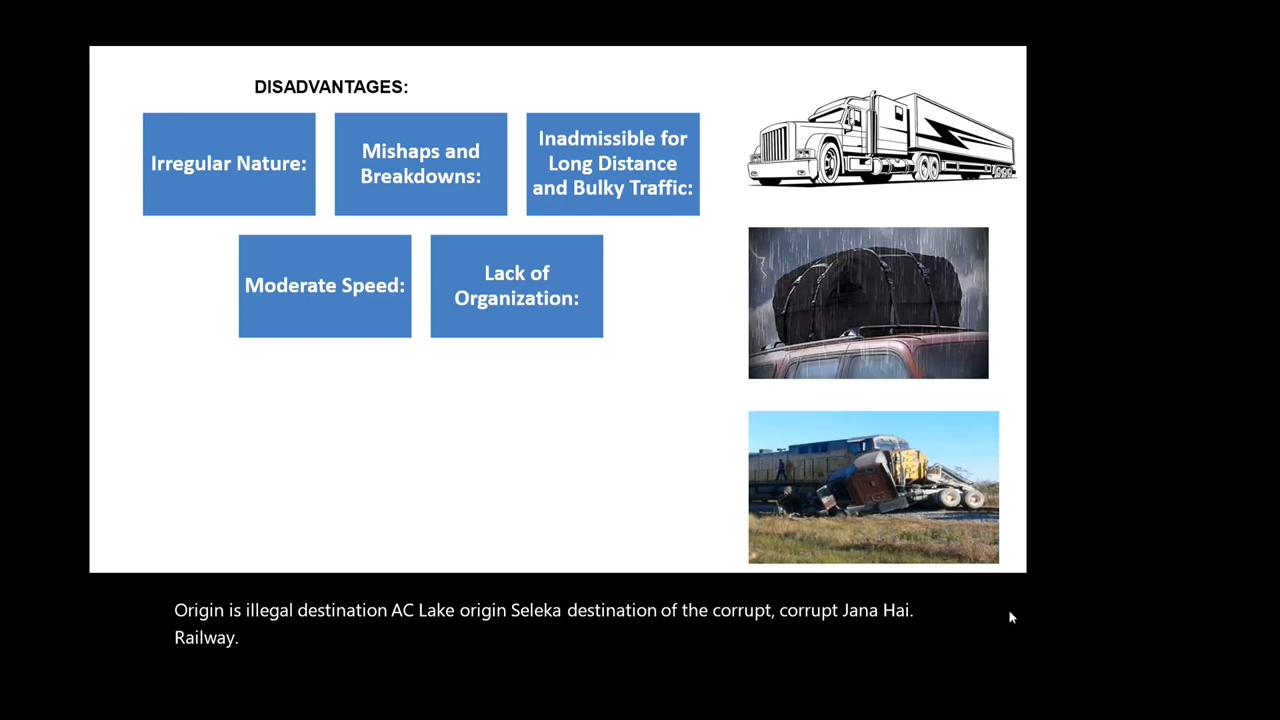 DISADVANTAGES:
Irregular Nature:
Mishaps and
Breakdowns:
Inadmissible for
Long Distance
and Bulky Traffic:
Moderate Speed:
Lack of
Organization:
Origin is illegal destination AC Lake origin Seleka destination of the corrupt, corrupt Jana Hai.
Railway.